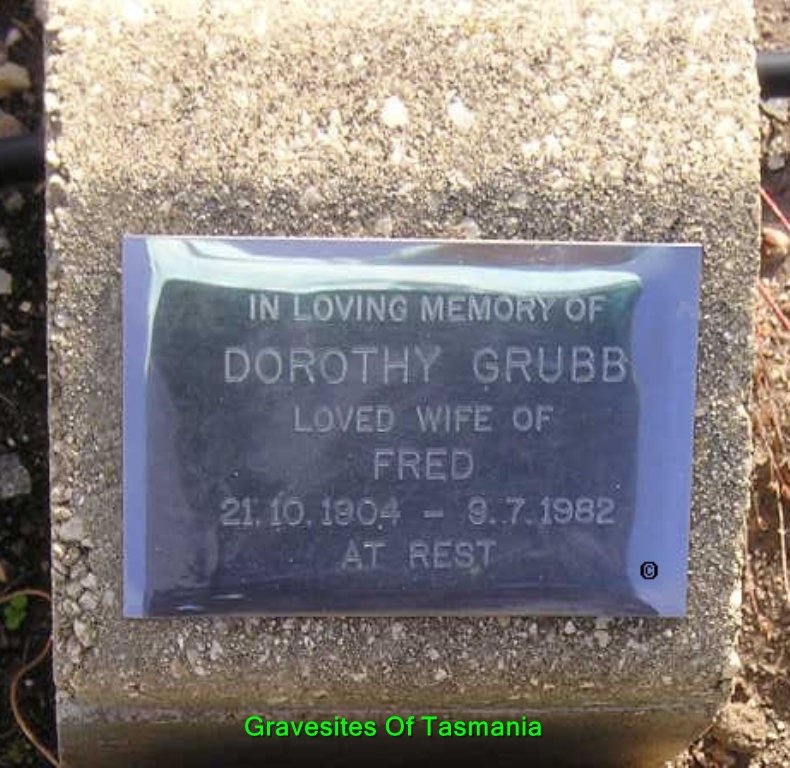 IN LOVING MEMORY OF
DOROTHY GRUBB
LOVED WIFE OF
FRED
21.10.1904 - 9.7.1982
AT REST
©
Gravesites Of Tasmania